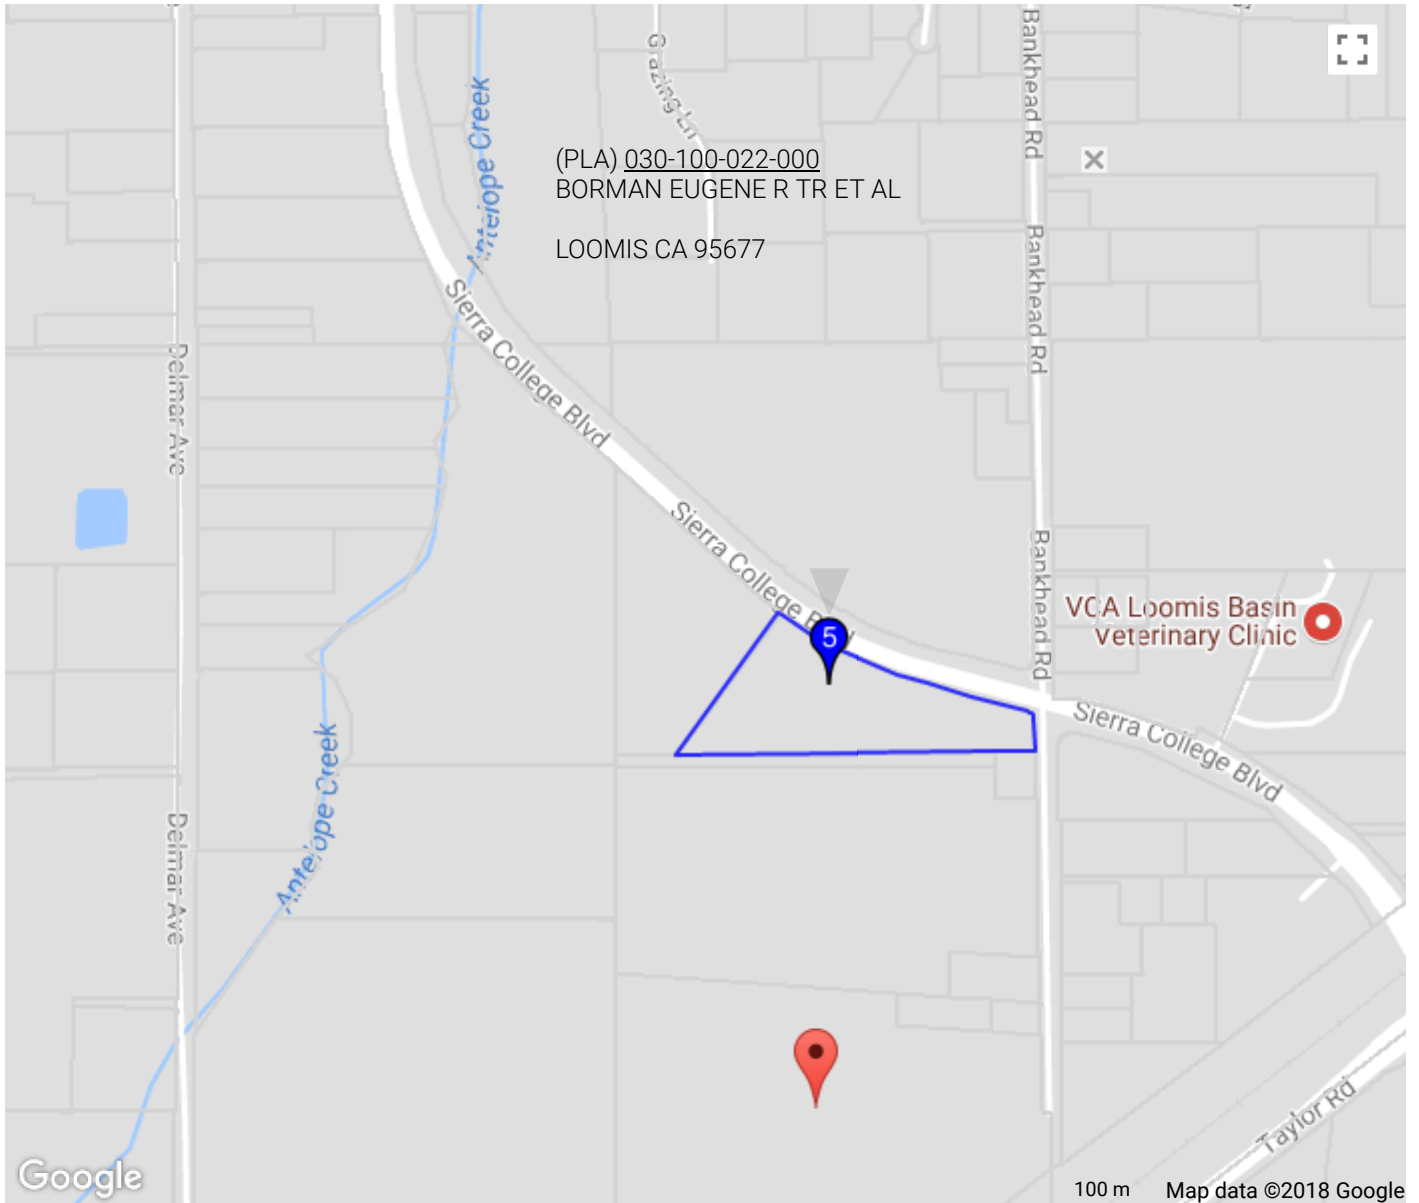 Grazing Ln
Bankhead Rd
Antelope Creek
(PLA) 030-100-022-000
BORMAN EUGENE R TR ET AL
LOOMIS CA 95677
Bankhead Rd
Sierra College Blvd
Delmar Ave
Sierra College Blvd
Bankhead Rd
VCA Loomis Basin
Veterinary Clinic
5
Sierra College Blvd
Antelope Creek
Delmar Ave
Taylor Rd
Google
100 m
Map data ©2018 Google